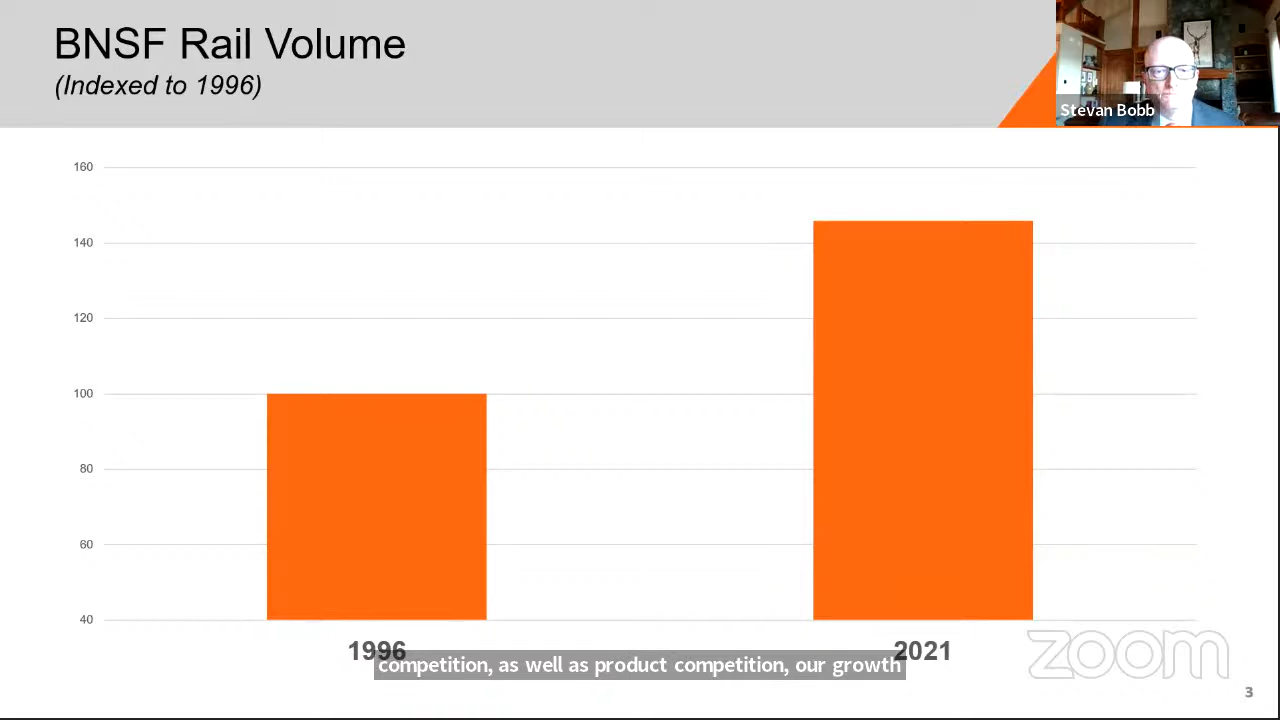 BNSF Rail Volume
(Indexed to 1996)
Stevan Bobb
160
140
120
100
80
60
40
1996
2021
competition, as well as product competition, our growth
zoom
3